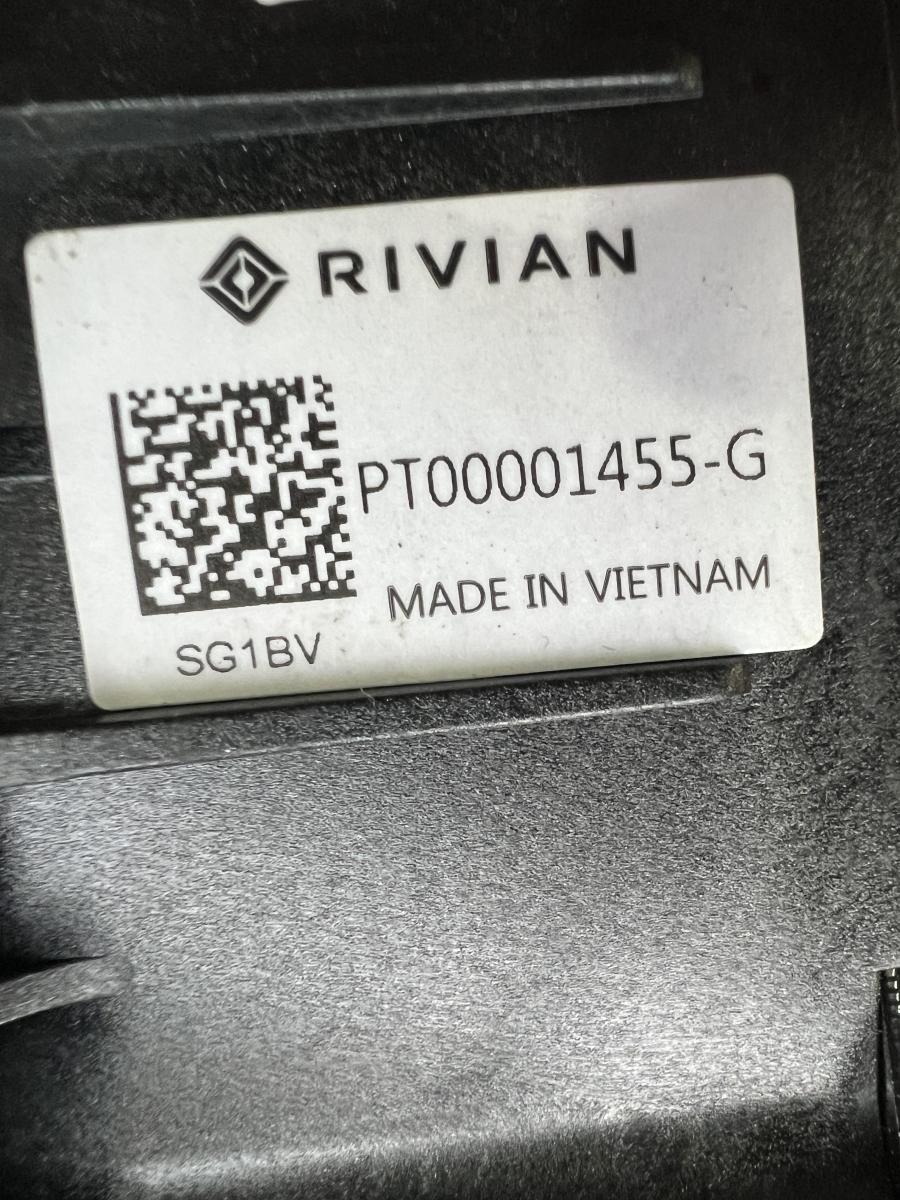 RIVIAN
PT00001455-G
MADE IN VIETNAM
SG1BV